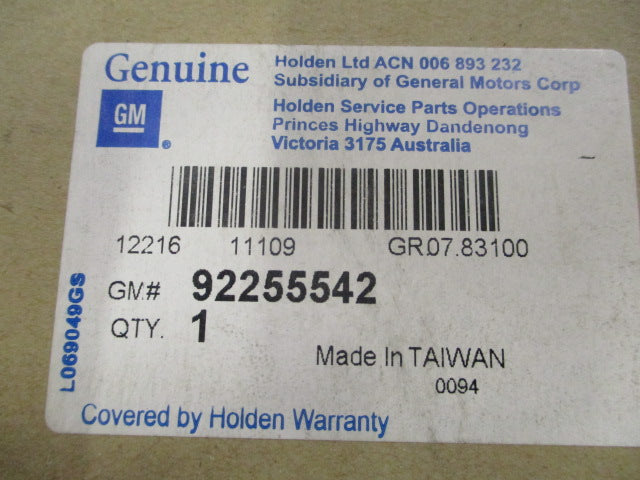 Genuine
GM
®
Holden Ltd ACN 006 893 232
Subsidiary of General Motors Corp
Holden Service Parts Operations
Princes Highway Dandenong
Victoria 3175 Australia
12216 11109 GR.07.83100
GM# 92255542
QTY. 1
Made In TAIWAN
0094
L069049GS
Covered by Holden Warranty